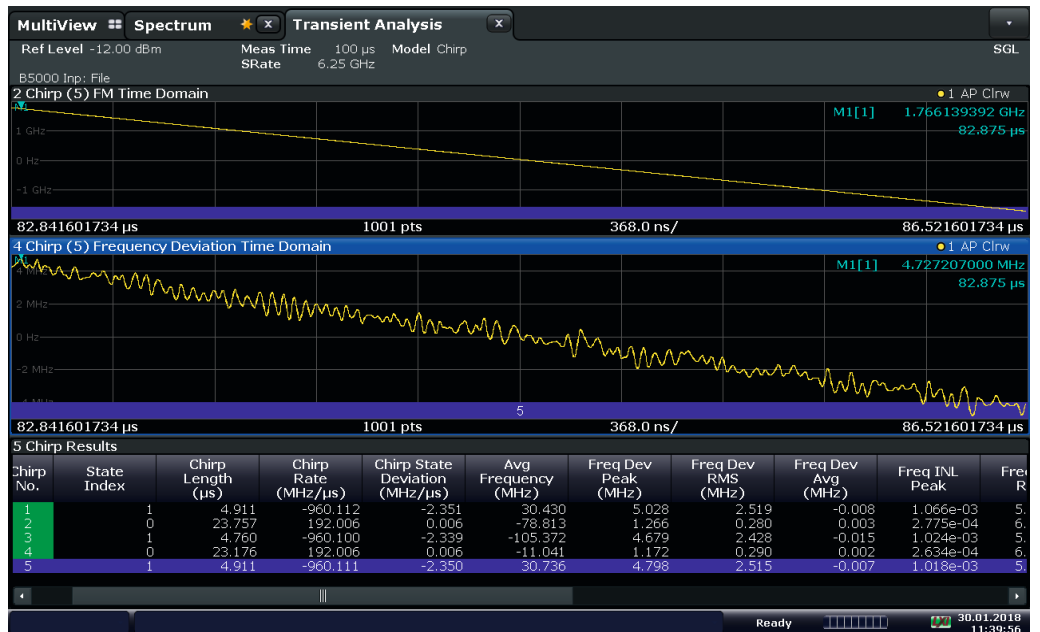 MultiView Spectrum x Transient Analysis x
Ref Level -12.00 dBm Meas Time 100 µs Model Chirp SGL
SRate 6.25 GHz
B5000 Inp: File
2 Chirp (5) FM Time Domain 1 AP Clrw
M1[1] 1.766139392 GHz
82.875 µs
1 GHz
0 Hz
-1 GHz
82.841601734 µs 1001 pts 368.0 ns/ 86.521601734 µs
4 Chirp (5) Frequency Deviation Time Domain 1 AP Clrw
M1[1] 4.727207000 MHz
82.875 µs
4 MHz
2 MHz
0 Hz
-2 MHz
-4 MHz
5
82.841601734 µs 1001 pts 368.0 ns/ 86.521601734 µs
5 Chirp Results
Chirp No. State Index Chirp Length (µs) Chirp Rate (MHz/µs) Chirp State Deviation (MHz/µs) Avg Frequency (MHz) Freq Dev Peak (MHz) Freq Dev RMS (MHz) Freq Dev Avg (MHz) Freq INL Peak Fre R
1 1 4.911 -960.112 -2.351 30.430 5.028 2.519 -0.008 1.066e-03 5.
2 0 23.757 192.006 0.006 -78.813 1.266 0.280 0.003 2.775e-04 6.
3 1 4.760 -960.100 -2.339 -105.372 4.679 2.428 -0.015 1.024e-03 5.
4 0 23.176 192.006 0.006 -11.041 1.172 0.290 0.002 2.634e-04 6.
5 1 4.911 -960.111 -2.350 30.736 4.798 2.515 -0.007 1.018e-03 5.
Ready 30.01.2018
11:39:56